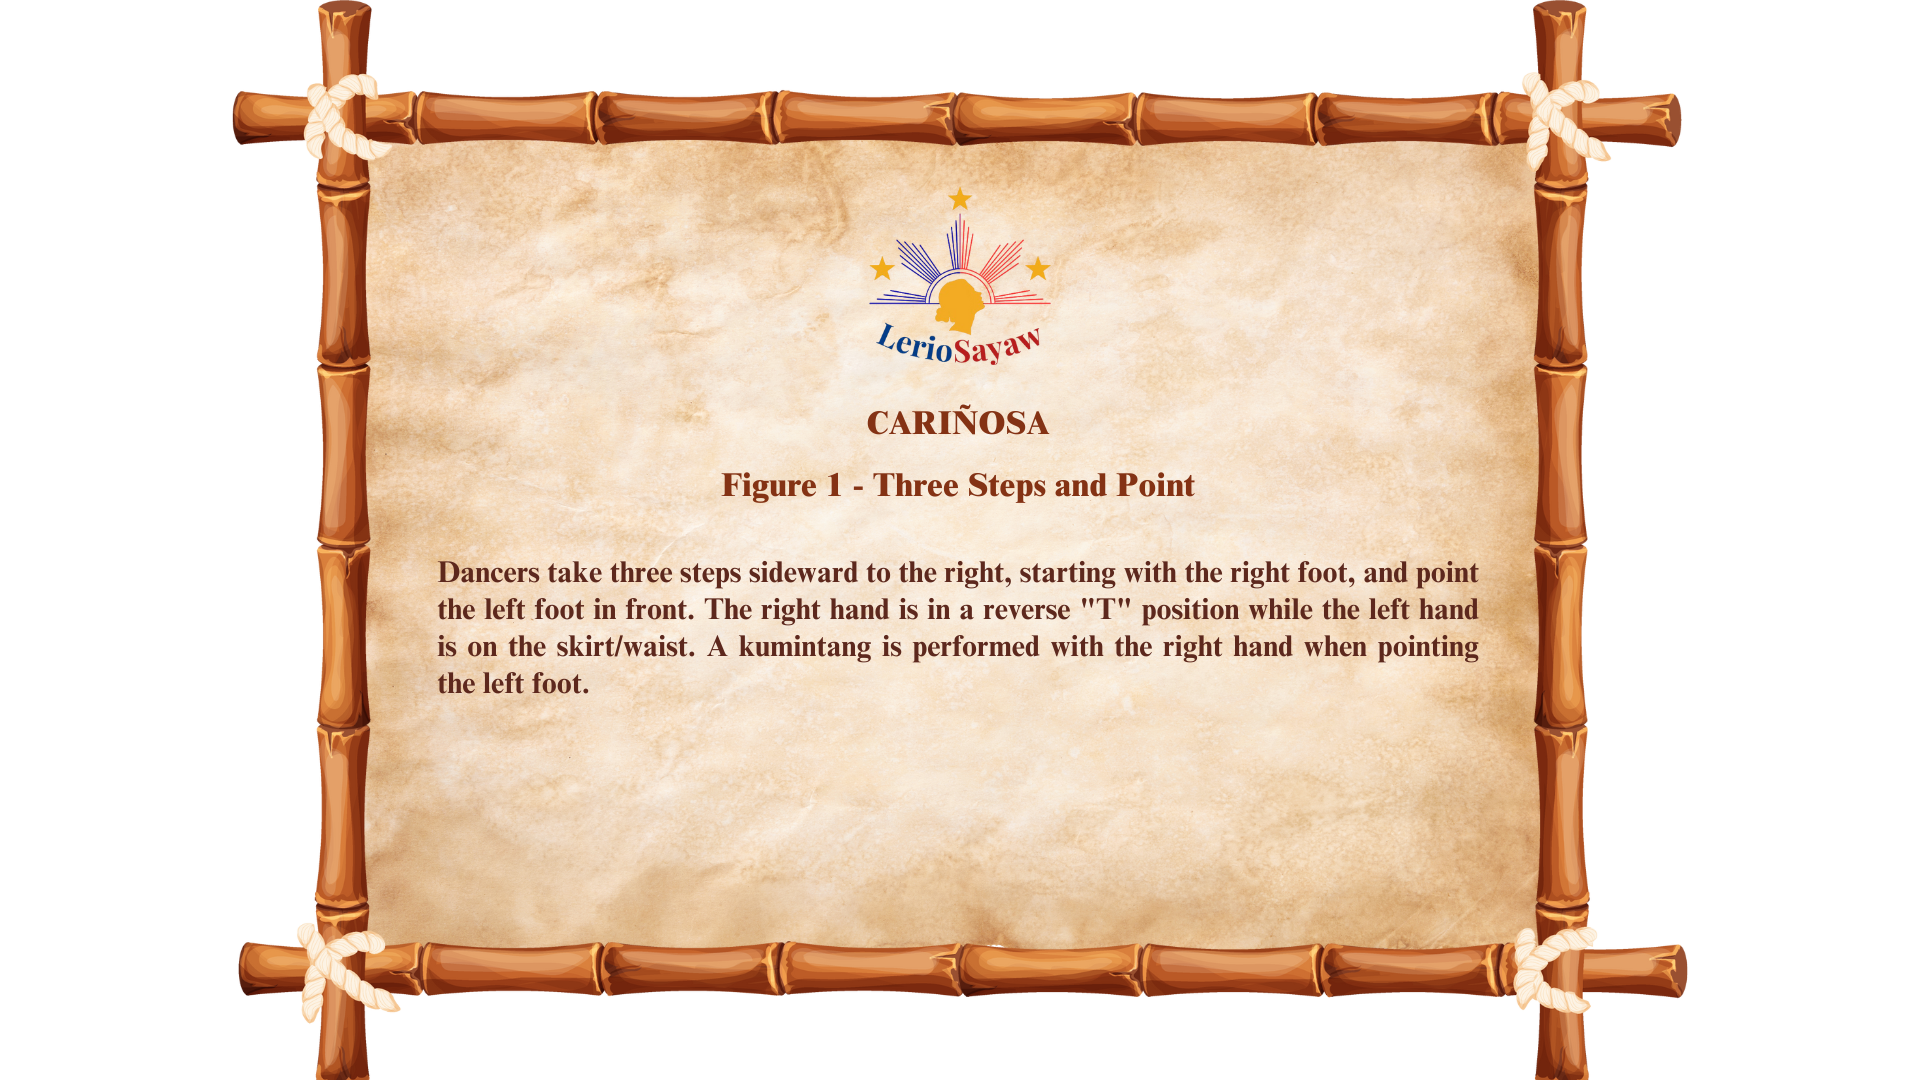 LerioSayaw
CARIÑOSA
Figure 1 - Three Steps and Point
Dancers take three steps sideward to the right, starting with the right foot, and point
the left foot in front. The right hand is in a reverse "T" position while the left hand
is on the skirt/waist. A kumintang is performed with the right hand when pointing
the left foot.